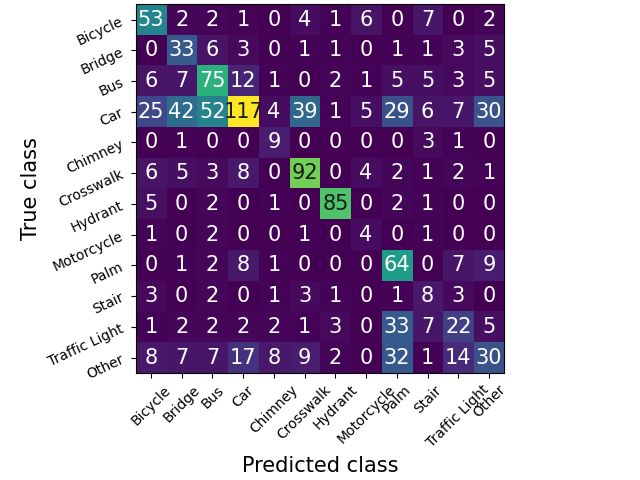 Bicycle 53 2 2 1 0 4 1 6 0 7 0 2
Bridge 0 33 6 3 0 1 1 0 1 1 3 5
Bus 6 7 75 12 1 0 2 1 5 5 3 5
Car 25 42 52 117 4 39 1 5 29 6 7 30
Chimney 0 1 0 0 9 0 0 0 0 3 1 0
Crosswalk 6 5 3 8 0 92 0 4 2 1 2 1
Hydrant 5 0 2 0 1 0 85 0 2 1 0 0
Motorcycle 1 0 2 0 0 1 0 4 0 1 0 0
Palm 0 1 2 8 1 0 0 0 64 0 7 9
Stair 3 0 2 0 1 3 1 0 1 8 3 0
Traffic Light 1 2 2 2 2 1 3 0 33 7 22 5
Other 8 7 7 17 8 9 2 0 32 1 14 30
True class
Bicycle Bridge Bus Car Chimney Crosswalk Hydrant Motorcycle Palm Stair Traffic Light Other
Predicted class